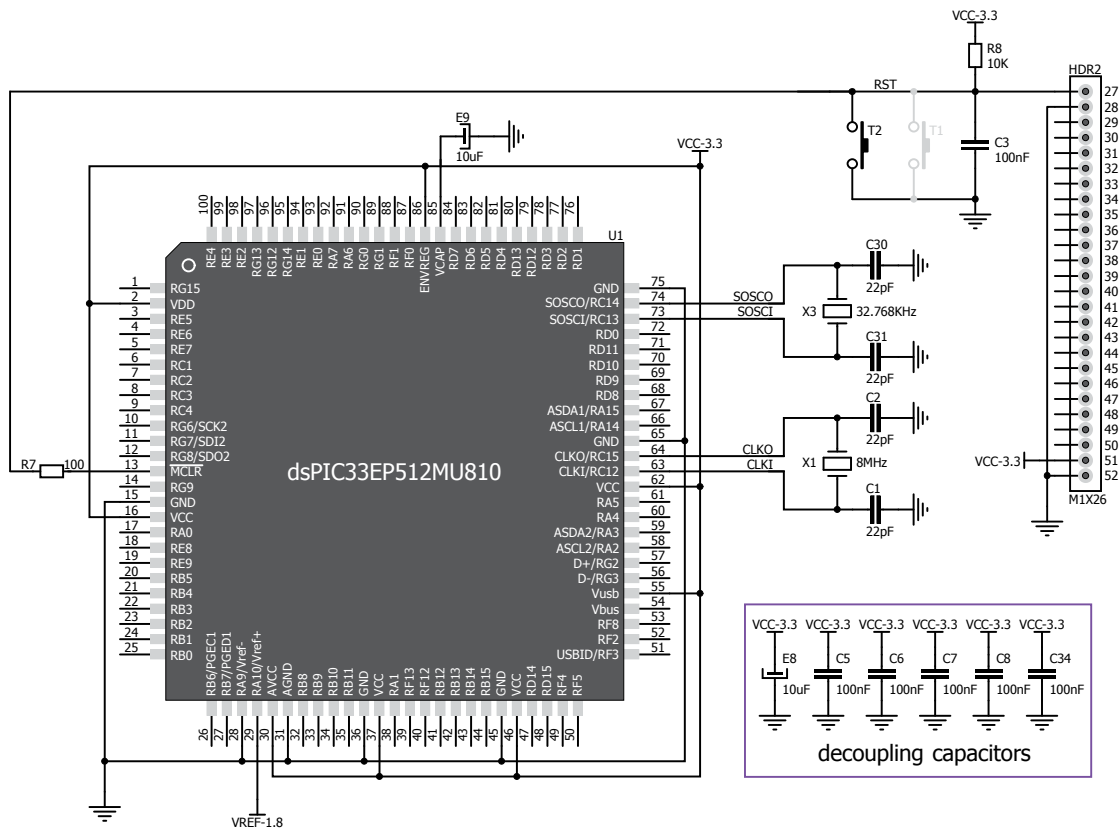 VCC-3.3
R8
10K
HDR2
RST
27
28
29
30
31
32
33
34
35
36
37
38
39
40
41
42
43
44
45
46
47
48
49
50
51
52
M1X26
VCC-3.3
T2
T1
C3
100nF
E9
10uF
VCC-3.3
U1
100
99
98
97
96
95
94
93
92
91
90
89
88
87
86
85
84
83
82
81
80
79
78
77
76
RE4
RE3
RE2
RG13
RG12
RG14
RE1
RE0
RA7
RA6
RG0
RG1
RF1
RF0
ENVREG
VCAP
RD7
RD6
RD5
RD4
RD13
RD12
RD3
RD2
RD1
1 RG15
2 VDD
3 RE5
4 RE6
5 RE7
6 RC1
7 RC2
8 RC3
9 RC4
10 RG6/SCK2
11 RG7/SDI2
12 RG8/SDO2
R7 100
13 MCLR
14 RG9
15 GND
16 VCC
17 RA0
18 RE8
19 RE9
20 RB5
21 RB4
22 RB3
23 RB2
24 RB1
25 RB0
dsPIC33EP512MU810
GND 75
SOSCO/RC14 74
SOSCI/RC13 73
RD0 72
RD11 71
RD10 70
RD9 69
RD8 68
ASDA1/RA15 67
ASCL1/RA14 66
GND 65
CLKO/RC15 64
CLKI/RC12 63
VCC 62
RA5 61
RA4 60
ASDA2/RA3 59
ASCL2/RA2 58
D+/RG2 57
D-/RG3 56
Vusb 55
Vbus 54
RF8 53
RF2 52
USBID/RF3 51
RB6/PGEC1
RB7/PGED1
RA9/Vref-
RA10/Vref+
AVCC
AGND
RB8
RB9
RB10
RB11
GND
VCC
RA1
RF13
RF12
RB12
RB13
RB14
RB15
GND
VCC
RD14
RD15
RF4
RF5
26
27
28
29
30
31
32
33
34
35
36
37
38
39
40
41
42
43
44
45
46
47
48
49
50
VREF-1.8
SOSCO
SOSCI
C30
22pF
X3
32.768KHz
C31
22pF
CLKO
CLKI
C2
22pF
X1
8MHz
C1
22pF
VCC-3.3 VCC-3.3 VCC-3.3 VCC-3.3 VCC-3.3 VCC-3.3
E8 C5 C6 C7 C8 C34
10uF 100nF 100nF 100nF 100nF 100nF
decoupling capacitors